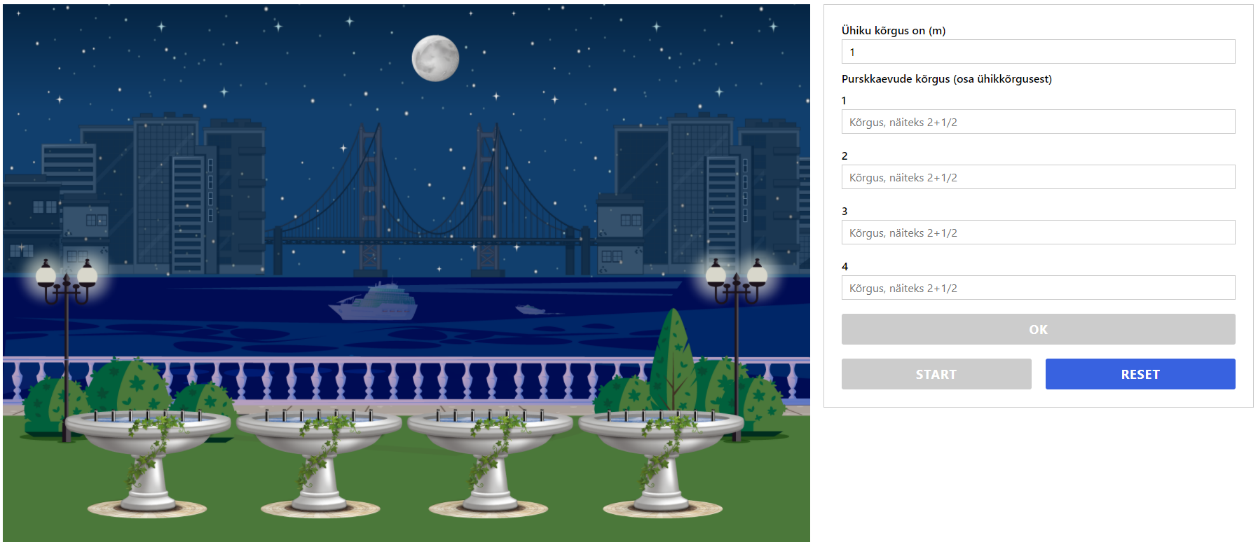 Ühiku kõrgus on (m)
1
Purskkaevude kõrgus (osa ühikkõrgusest)
1
Kõrgus, näiteks 2+1/2
2
Kõrgus, näiteks 2+1/2
3
Kõrgus, näiteks 2+1/2
4
Kõrgus, näiteks 2+1/2
OK
START RESET